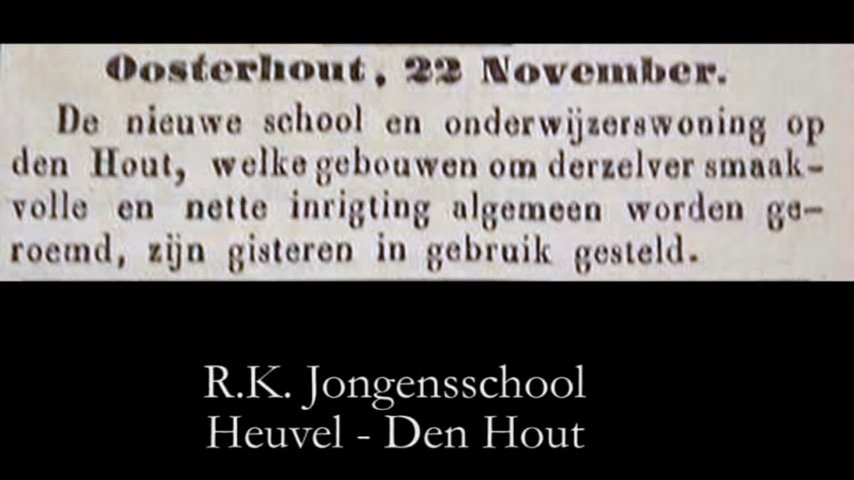 Oosterhout, 22 November.
De nieuwe school en onderwijzerswoning op
den Hout, welke gebouwen om derzelver smaak-
volle en nette inrigting algemeen worden ge-
roemd, zijn gisteren in gebruik gesteld.
R.K. Jongensschool
Heuvel - Den Hout